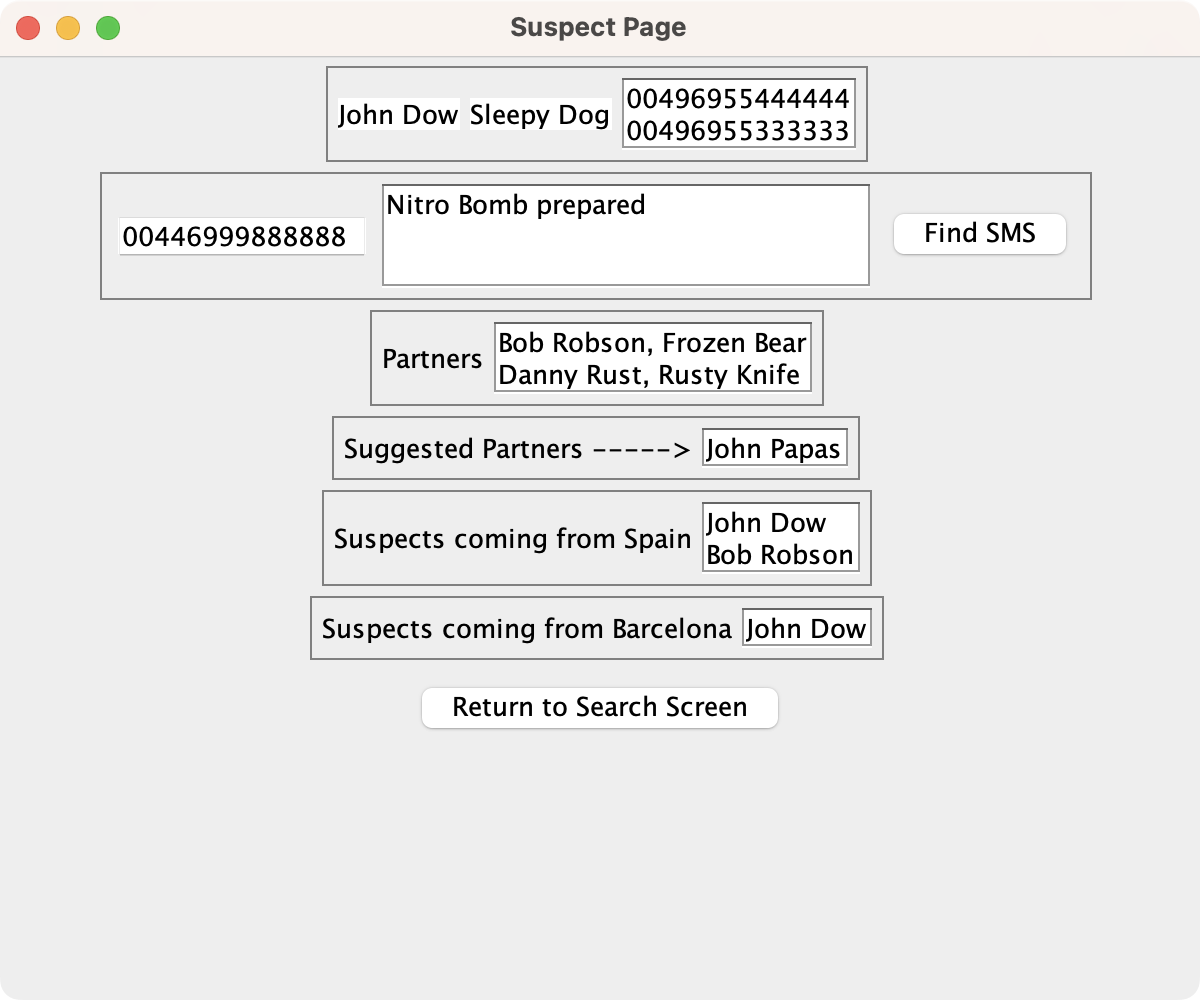 Suspect Page
John Dow Sleepy Dog
00496955444444
00496955333333
00446999888888
Nitro Bomb prepared
Find SMS
Partners
Bob Robson, Frozen Bear
Danny Rust, Rusty Knife
Suggested Partners -----> John Papas
Suspects coming from Spain
John Dow
Bob Robson
Suspects coming from Barcelona John Dow
Return to Search Screen